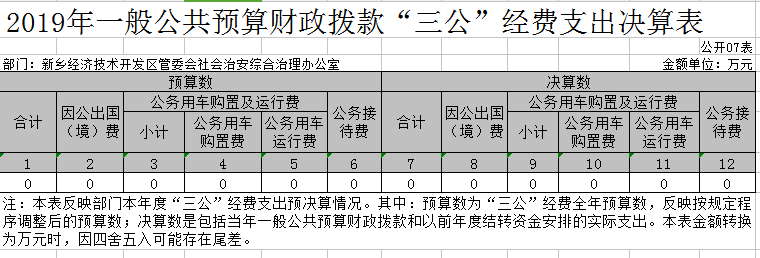 2019年一般公共预算财政拨款“三公”经费支出决算表
公开07表
部门：新乡经济技术开发区管委会社会治安综合治理办公室 金额单位：万元
预算数 决算数
合计 因公出国（境）费 公务用车购置及运行费 公务接待费 合计 因公出国（境）费 公务用车购置及运行费 公务接待费
小计 公务用车购置费 公务用车运行费 小计 公务用车购置费 公务用车运行费
1 2 3 4 5 6 7 8 9 10 11 12
0 0 0 0 0 0 0 0 0 0 0 0
注：本表反映部门本年度“三公”经费支出预决算情况。其中：预算数为“三公”经费全年预算数，反映按规定程
序调整后的预算数；决算数是包括当年一般公共预算财政拨款和以前年度结转资金安排的实际支出。本表金额转换
为万元时，因四舍五入可能存在尾差。